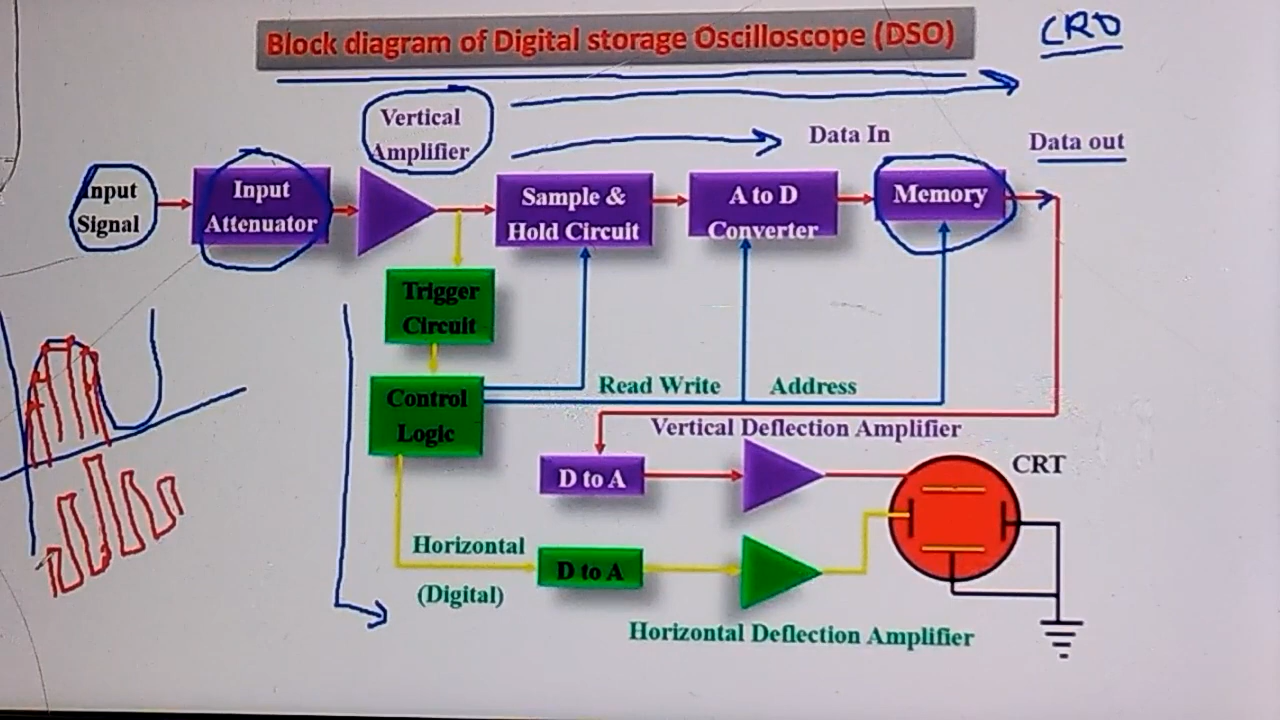 Block diagram of Digital storage Oscilloscope (DSO)
CRO
Vertical
Amplifier
Data In
Data out
Input
Signal
Input
Attenuator
Sample &
Hold Circuit
A to D
Converter
Memory
Trigger
Circuit
Control
Logic
Read Write
Address
Vertical Deflection Amplifier
D to A
CRT
Horizontal
(Digital)
D to A
Horizontal Deflection Amplifier